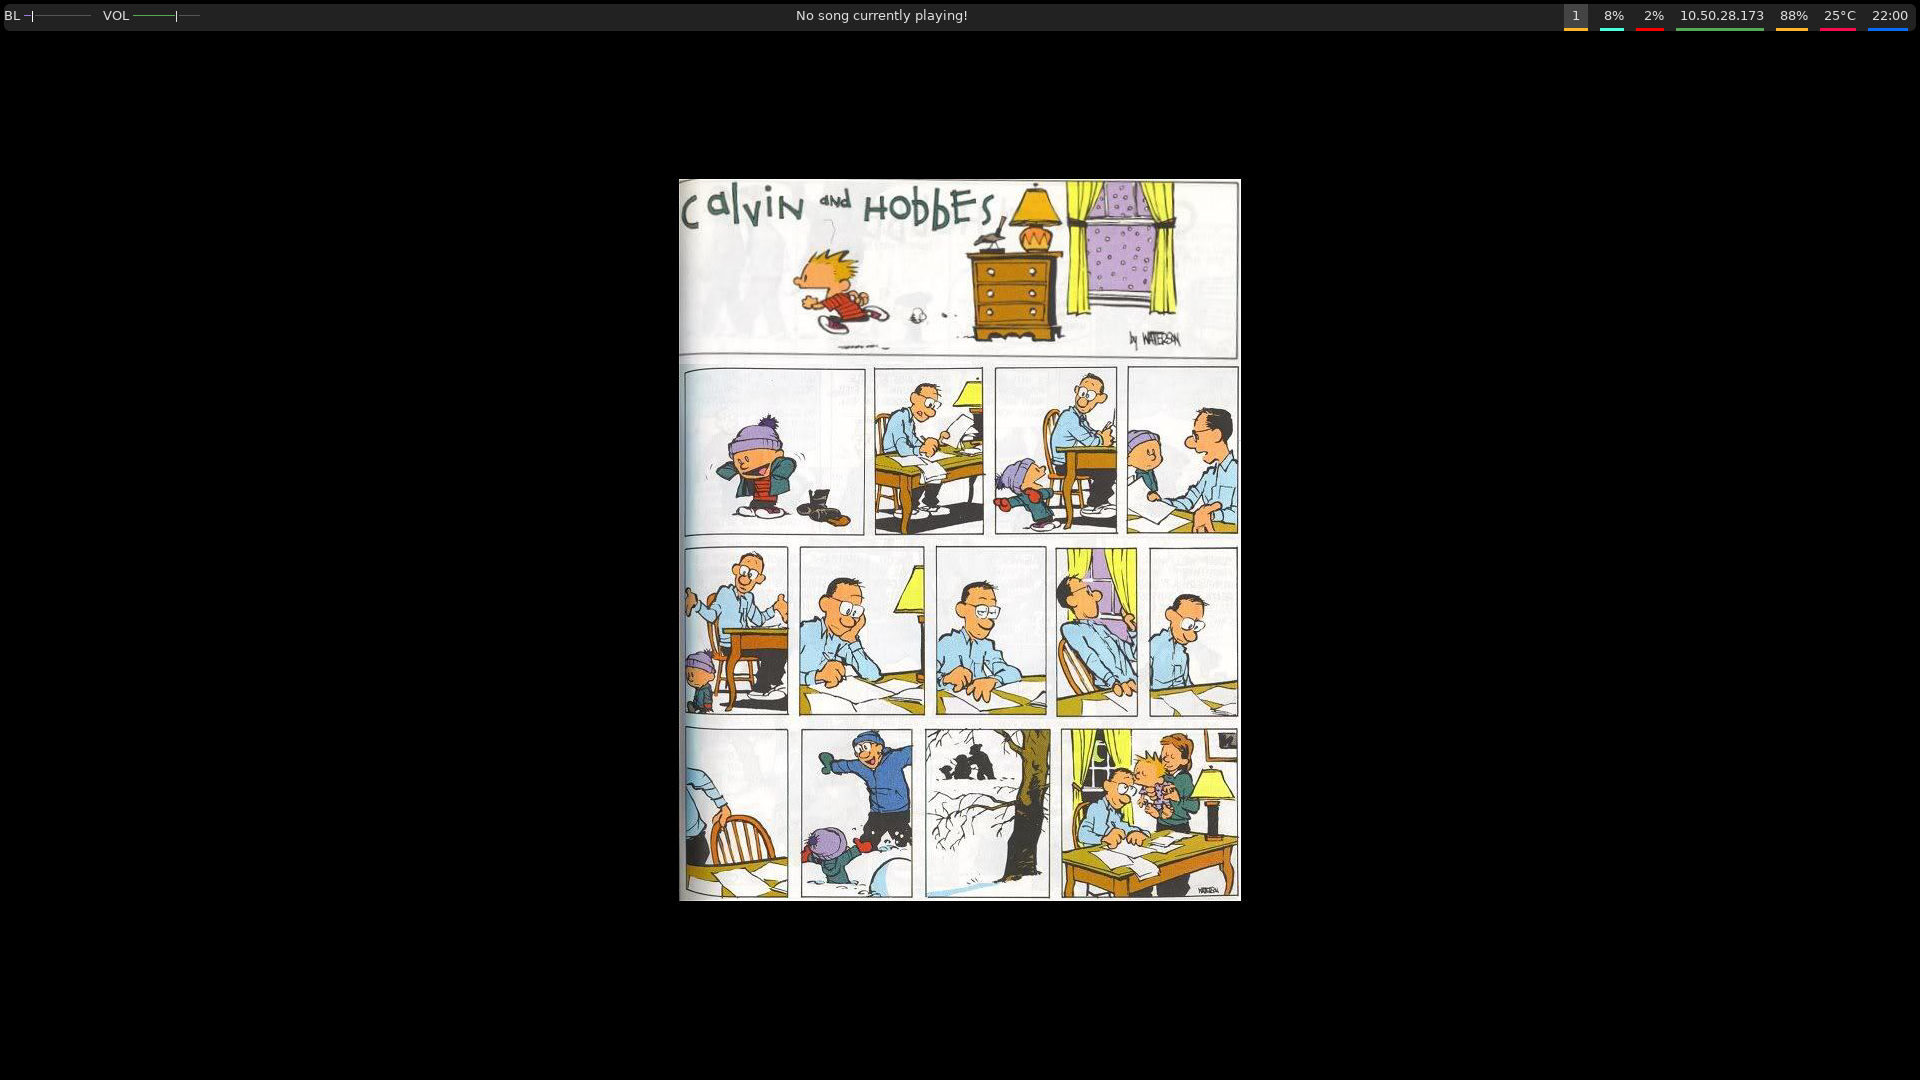 BL VOL No song currently playing! 1 8% 2% 10.50.28.173 88% 25°C 22:00
CALVIN AND HOBBES
by WATTERSON
WATTERSON